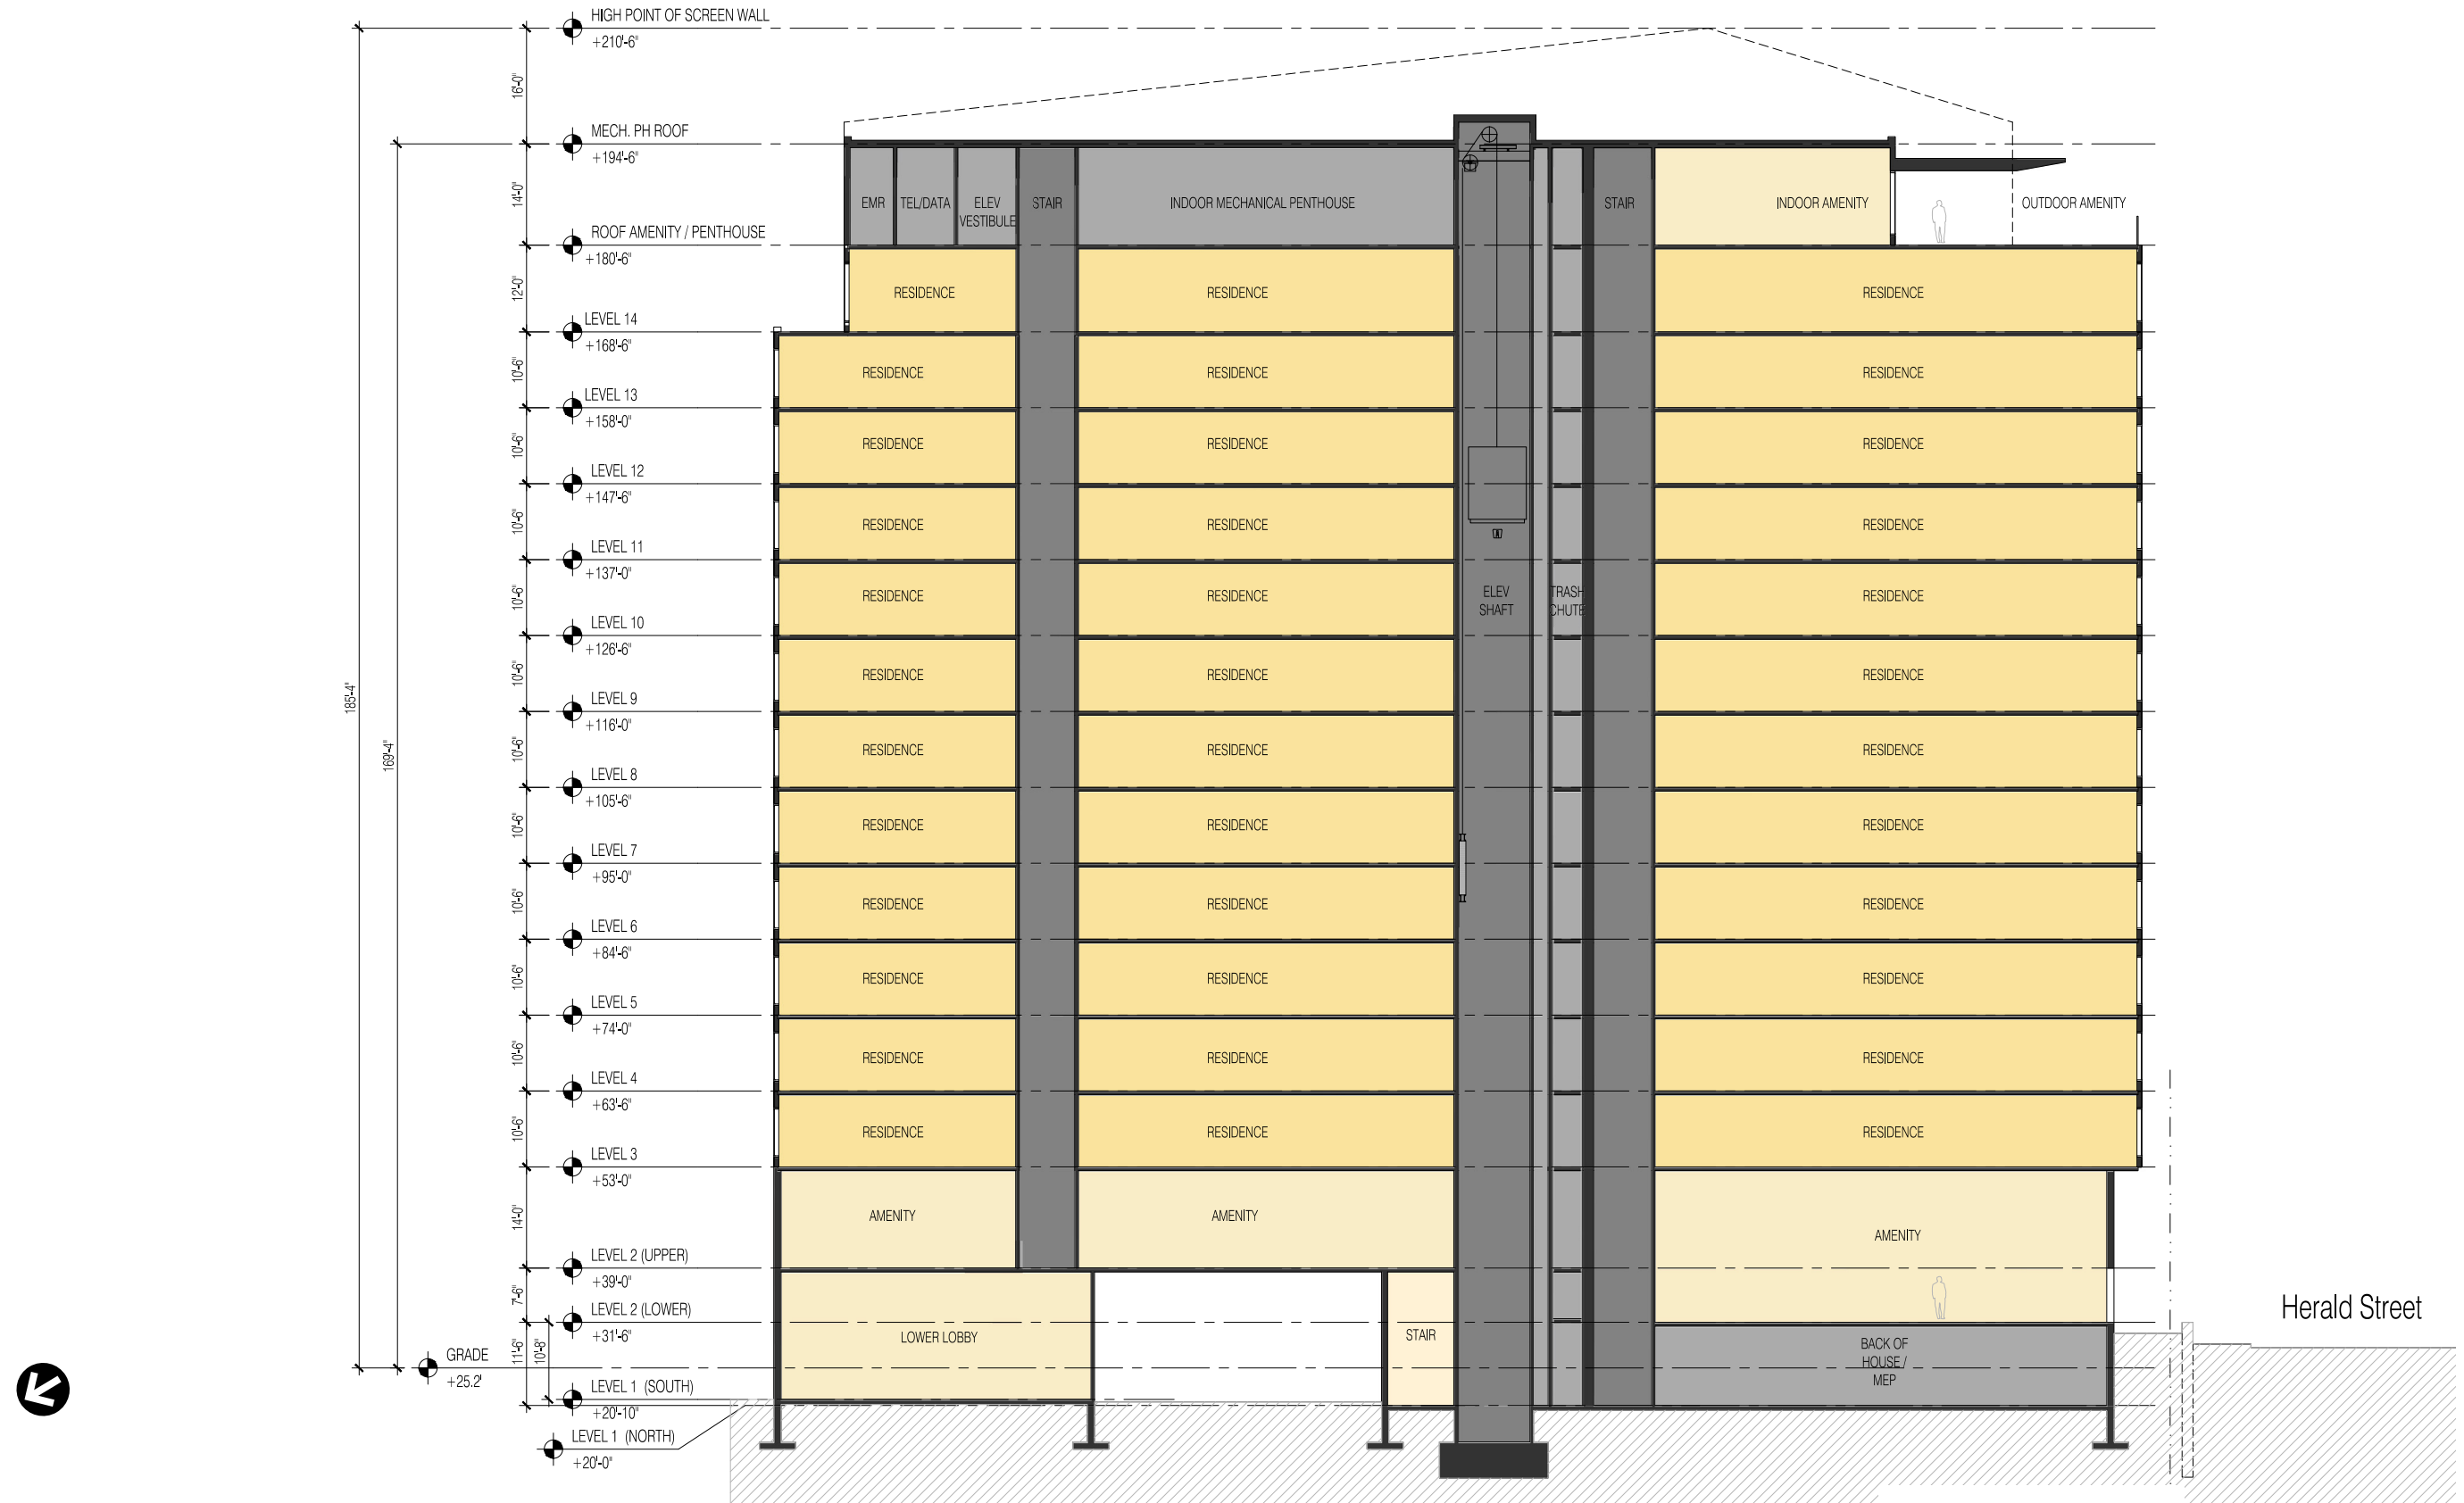 HIGH POINT OF SCREEN WALL
+210'-6"
16'-0"
MECH. PH ROOF
+194'-6"
14'-0"
EMR
TEL/DATA
ELEV
VESTIBULE
STAIR
INDOOR MECHANICAL PENTHOUSE
STAIR
INDOOR AMENITY
OUTDOOR AMENITY
ROOF AMENITY / PENTHOUSE
+180'-6"
12'-0"
RESIDENCE
RESIDENCE
RESIDENCE
LEVEL 14
+168'-6"
10'-6"
RESIDENCE
RESIDENCE
RESIDENCE
LEVEL 13
+158'-0"
10'-6"
RESIDENCE
RESIDENCE
RESIDENCE
LEVEL 12
+147'-6"
10'-6"
RESIDENCE
RESIDENCE
RESIDENCE
LEVEL 11
+137'-0"
10'-6"
RESIDENCE
RESIDENCE
ELEV
SHAFT
TRASH
CHUTE
RESIDENCE
LEVEL 10
+126'-6"
10'-6"
RESIDENCE
RESIDENCE
RESIDENCE
185'-4"
LEVEL 9
+116'-0"
169'-4"
10'-6"
RESIDENCE
RESIDENCE
RESIDENCE
LEVEL 8
+105'-6"
10'-6"
RESIDENCE
RESIDENCE
RESIDENCE
LEVEL 7
+95'-0"
10'-6"
RESIDENCE
RESIDENCE
RESIDENCE
LEVEL 6
+84'-6"
10'-6"
RESIDENCE
RESIDENCE
RESIDENCE
LEVEL 5
+74'-0"
10'-6"
RESIDENCE
RESIDENCE
RESIDENCE
LEVEL 4
+63'-6"
10'-6"
RESIDENCE
RESIDENCE
RESIDENCE
LEVEL 3
+53'-0"
14'-0"
AMENITY
AMENITY
AMENITY
LEVEL 2 (UPPER)
+39'-0"
7'-6"
LEVEL 2 (LOWER)
+31'-6"
Herald Street
LOWER LOBBY
STAIR
BACK OF
HOUSE /
MEP
11'-6"
10'-8"
GRADE
+25.2'
LEVEL 1 (SOUTH)
+20'-10"
LEVEL 1 (NORTH)
+20'-0"